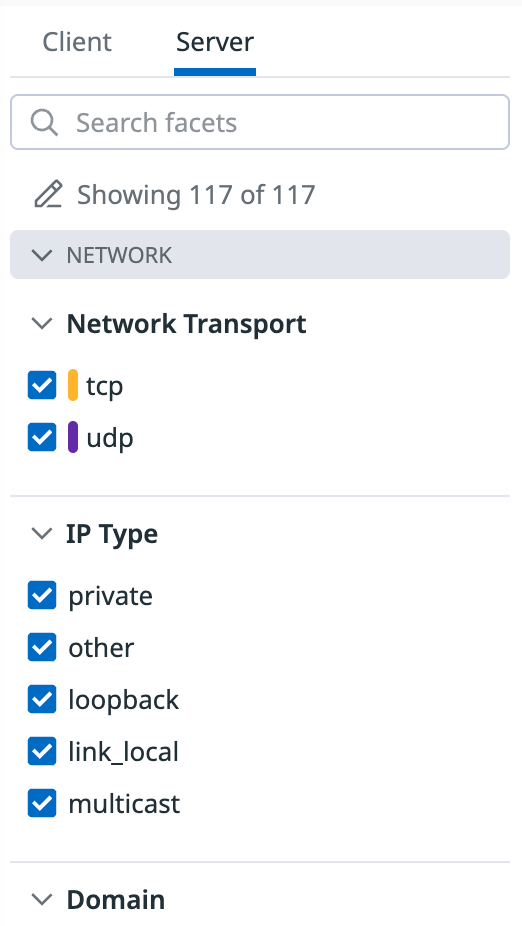 Client Server
Search facets
Showing 117 of 117
NETWORK
Network Transport
tcp
udp
IP Type
private
other
loopback
link_local
multicast
Domain